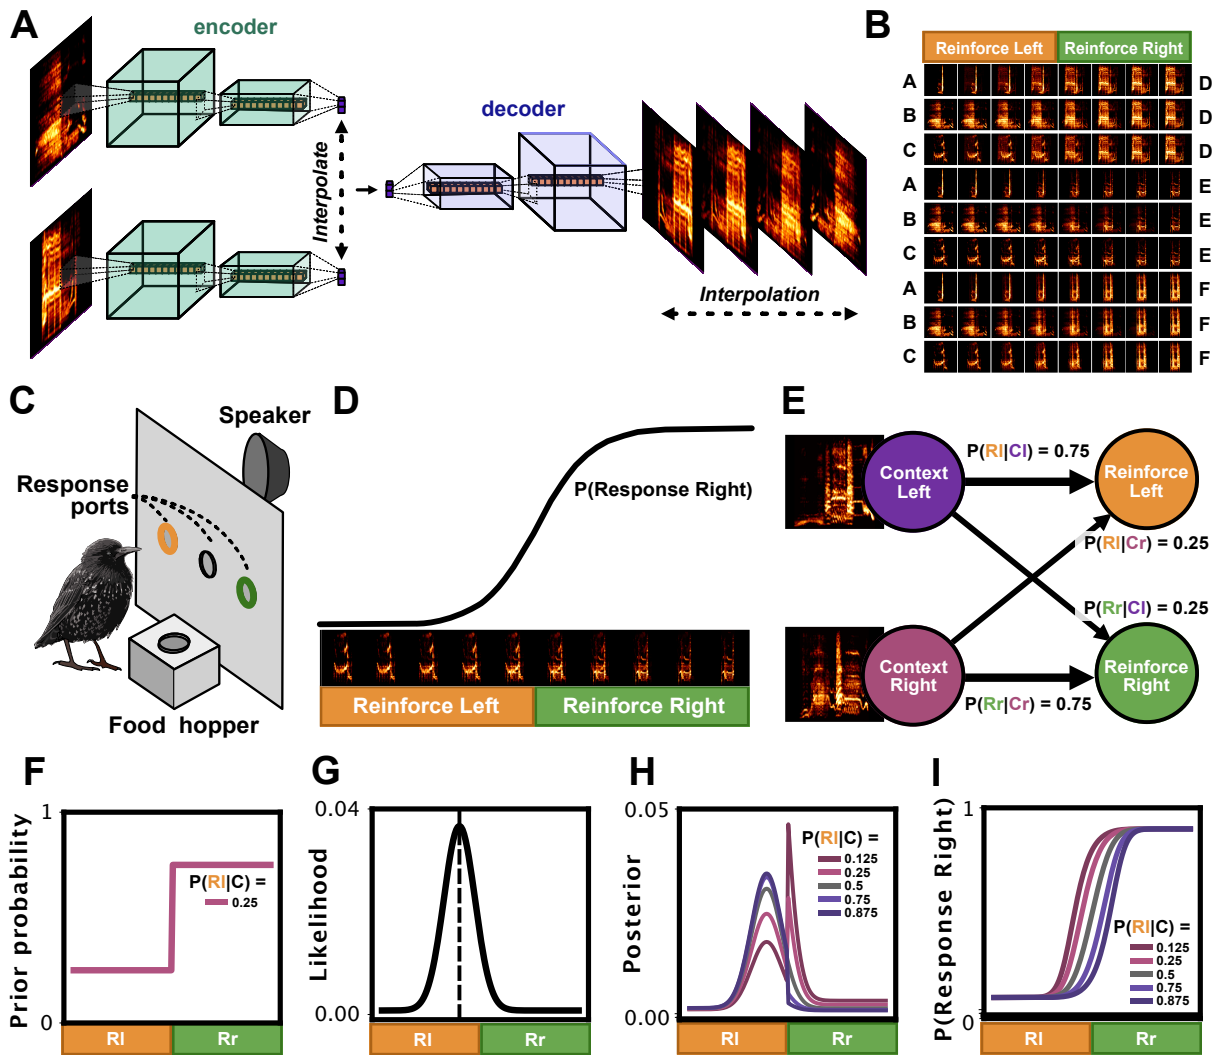 A
encoder
Interpolate
decoder
Interpolation
B
Reinforce Left
Reinforce Right
A
D
B
D
C
D
A
E
B
E
C
E
A
F
B
F
C
F
C
Speaker
Response
ports
Food hopper
D
P(Response Right)
Reinforce Left
Reinforce Right
E
Context
Left
P(Rl|Cl) = 0.75
Reinforce
Left
P(Rl|Cr) = 0.25
P(Rr|Cl) = 0.25
Context
Right
P(Rr|Cr) = 0.75
Reinforce
Right
F
Prior probability
1
0
P(Rl|C) =
0.25
Rl
Rr
G
Likelihood
0.04
0.00
Rl
Rr
H
Posterior
0.05
0.00
P(Rl|C) =
0.125
0.25
0.5
0.75
0.875
Rl
Rr
I
P(Response Right)
1
0
P(Rl|C) =
0.125
0.25
0.5
0.75
0.875
Rl
Rr